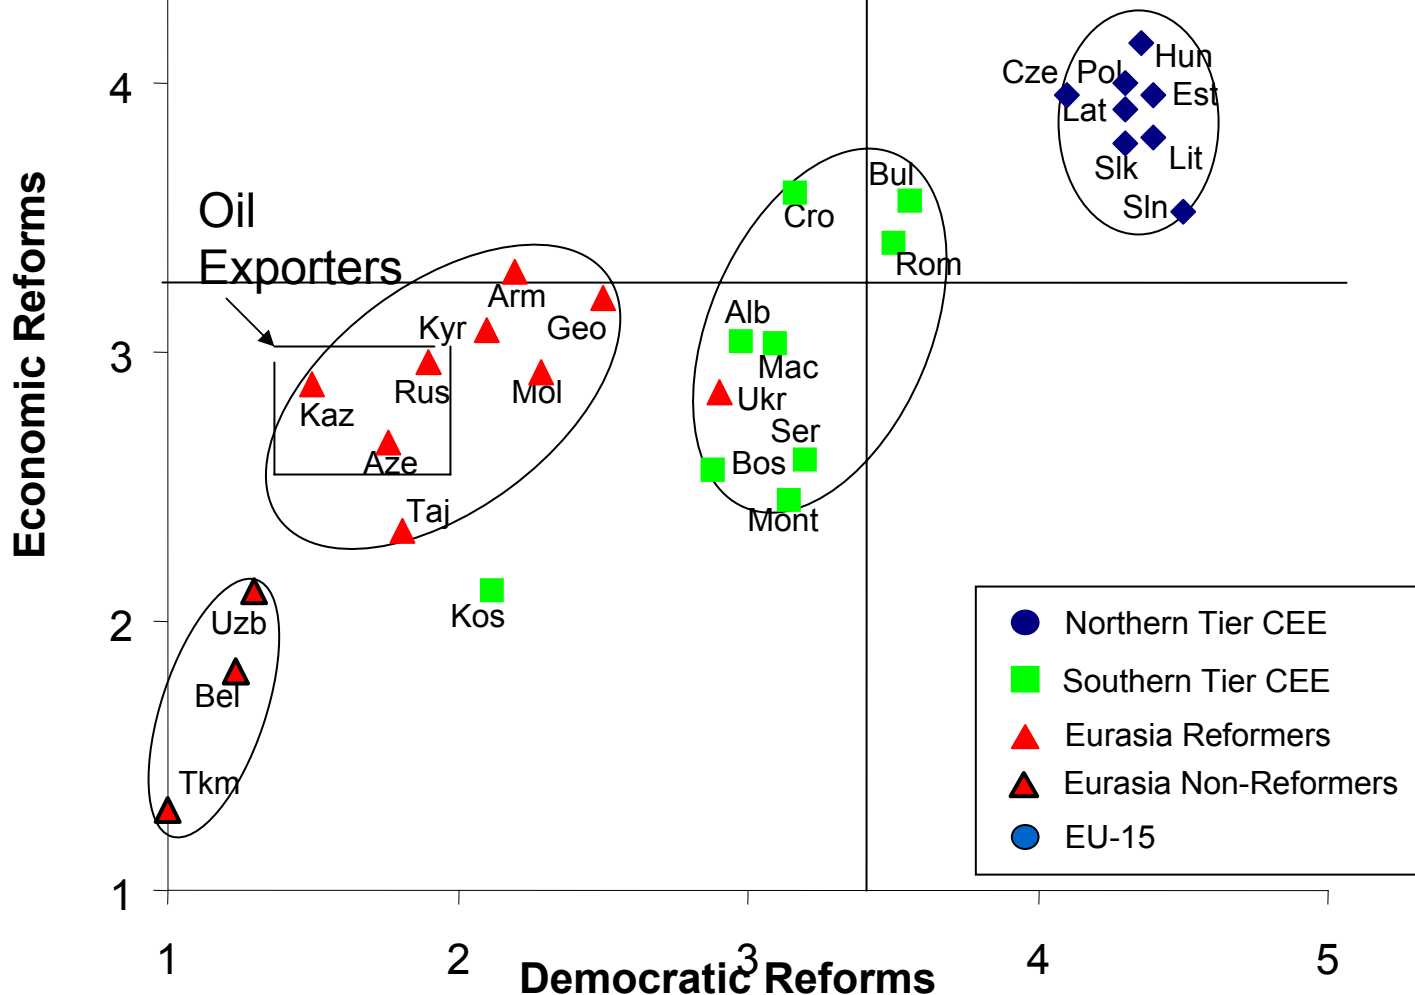 4
Hun
Cze
Pol
Est
Lat
Lit
Slk
Sln
Bul
Cro
Rom
Oil
Exporters
Arm
Geo
Kyr
Alb
3
Mac
Rus
Mol
Ukr
Kaz
Ser
Aze
Bos
Taj
Mont
Economic Reforms
Kos
2
Uzb
Bel
Tkm
Northern Tier CEE
Southern Tier CEE
Eurasia Reformers
Eurasia Non-Reformers
EU-15
1
1 2 3 4 5
Democratic Reforms